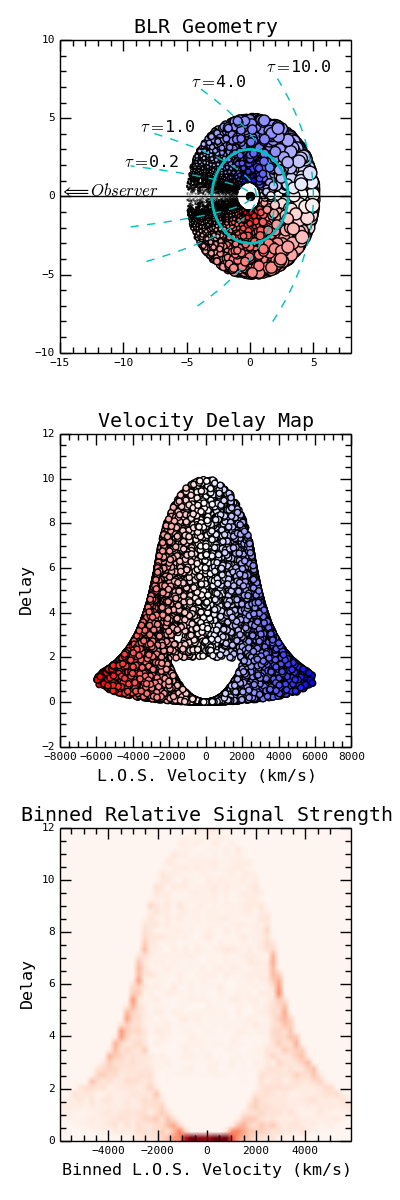 BLR Geometry
10
5
0
−5
−10
τ=10.0
τ=4.0
τ=1.0
τ=0.2
⟸Observer
−15 −10 −5 0 5
Velocity Delay Map
12
10
8
6
4
2
0
−2
Delay
−8000 −6000 −4000 −2000 0 2000 4000 6000 8000
L.O.S. Velocity (km/s)
Binned Relative Signal Strength
12
10
8
6
4
2
0
Delay
−4000 −2000 0 2000 4000
Binned L.O.S. Velocity (km/s)